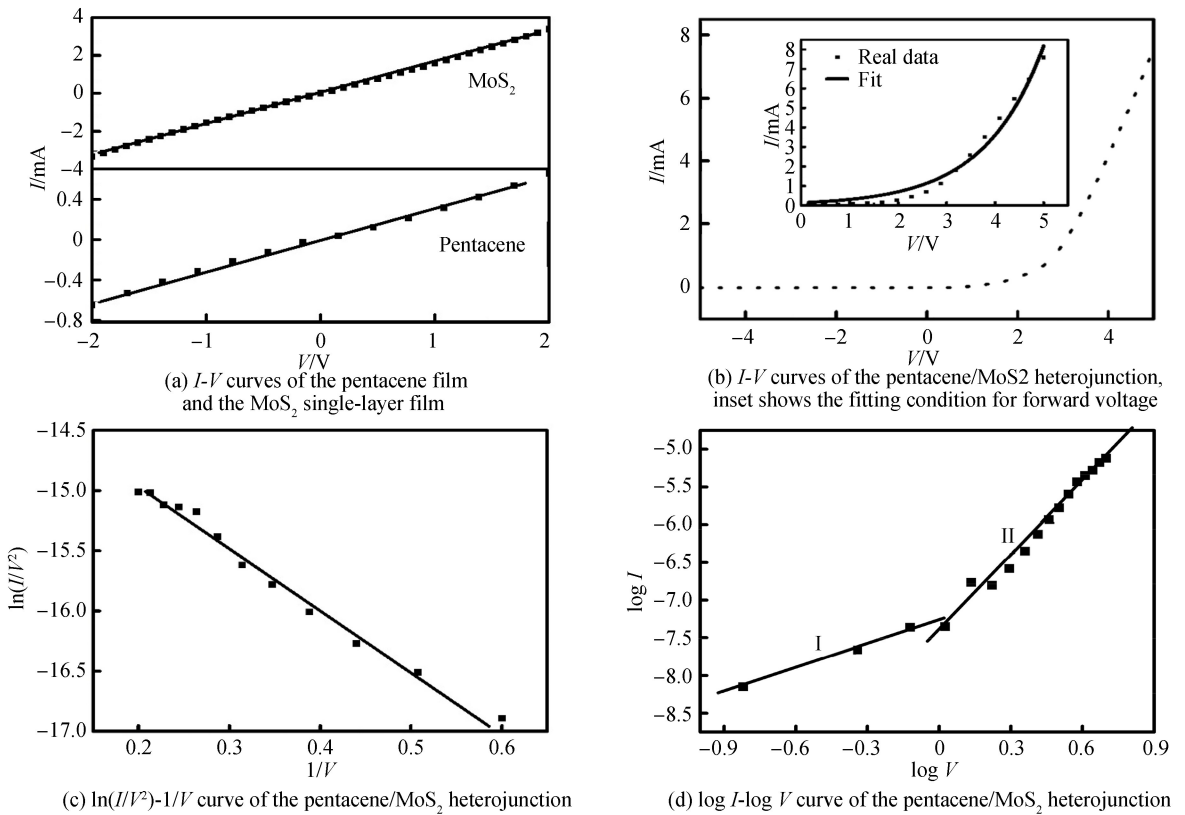 4
2
0
−2
−4
MoS2
0.4
0
−0.4
−0.8
Pentacene
I/mA
−2
−1
0
1
2
V/V
(a) I-V curves of the pentacene film
and the MoS2 single-layer film
8
6
4
2
0
I/mA
8
7
6
5
4
3
2
1
0
I/mA
Real data
Fit
0
1
2
3
4
5
V/V
−4
−2
0
2
4
V/V
(b) I-V curves of the pentacene/MoS2 heterojunction,
inset shows the fitting condition for forward voltage
−14.5
−15.0
−15.5
−16.0
−16.5
−17.0
ln(I/V²)
0.2
0.3
0.4
0.5
0.6
1/V
(c) ln(I/V²)-1/V curve of the pentacene/MoS2 heterojunction
−5.0
−5.5
−6.0
−6.5
−7.0
−7.5
−8.0
−8.5
log I
I
II
−0.9
−0.6
−0.3
0
0.3
0.6
0.9
log V
(d) log I-log V curve of the pentacene/MoS2 heterojunction